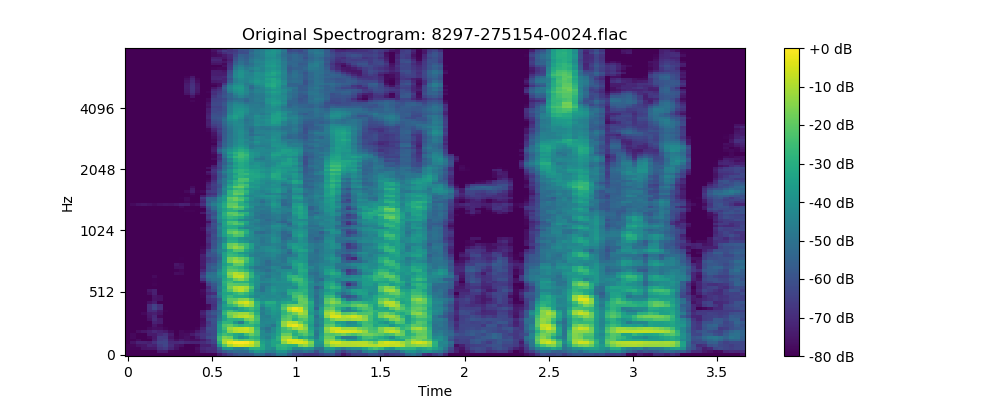 Original Spectrogram: 8297-275154-0024.flac
Hz
4096
2048
1024
512
0
0
0.5
1
1.5
2
2.5
3
3.5
Time
+0 dB
-10 dB
-20 dB
-30 dB
-40 dB
-50 dB
-60 dB
-70 dB
-80 dB